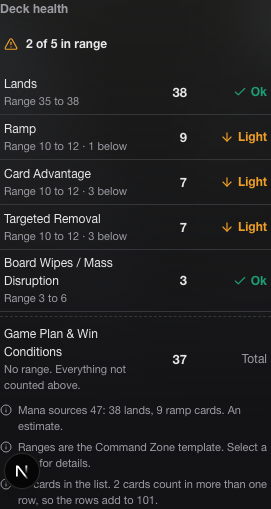 Deck health
2 of 5 in range
Lands
Range 35 to 38
38
Ok
Ramp
Range 10 to 12 · 1 below
9
Light
Card Advantage
Range 10 to 12 · 3 below
7
Light
Targeted Removal
Range 10 to 12 · 3 below
7
Light
Board Wipes / Mass
Disruption
Range 3 to 6
3
Ok
Game Plan & Win
Conditions
No range. Everything not
counted above.
37
Total
Mana sources 47: 38 lands, 9 ramp cards. An
estimate.
Ranges are the Command Zone template. Select a
for details.
cards in the list. 2 cards count in more than one
row, so the rows add to 101.
N